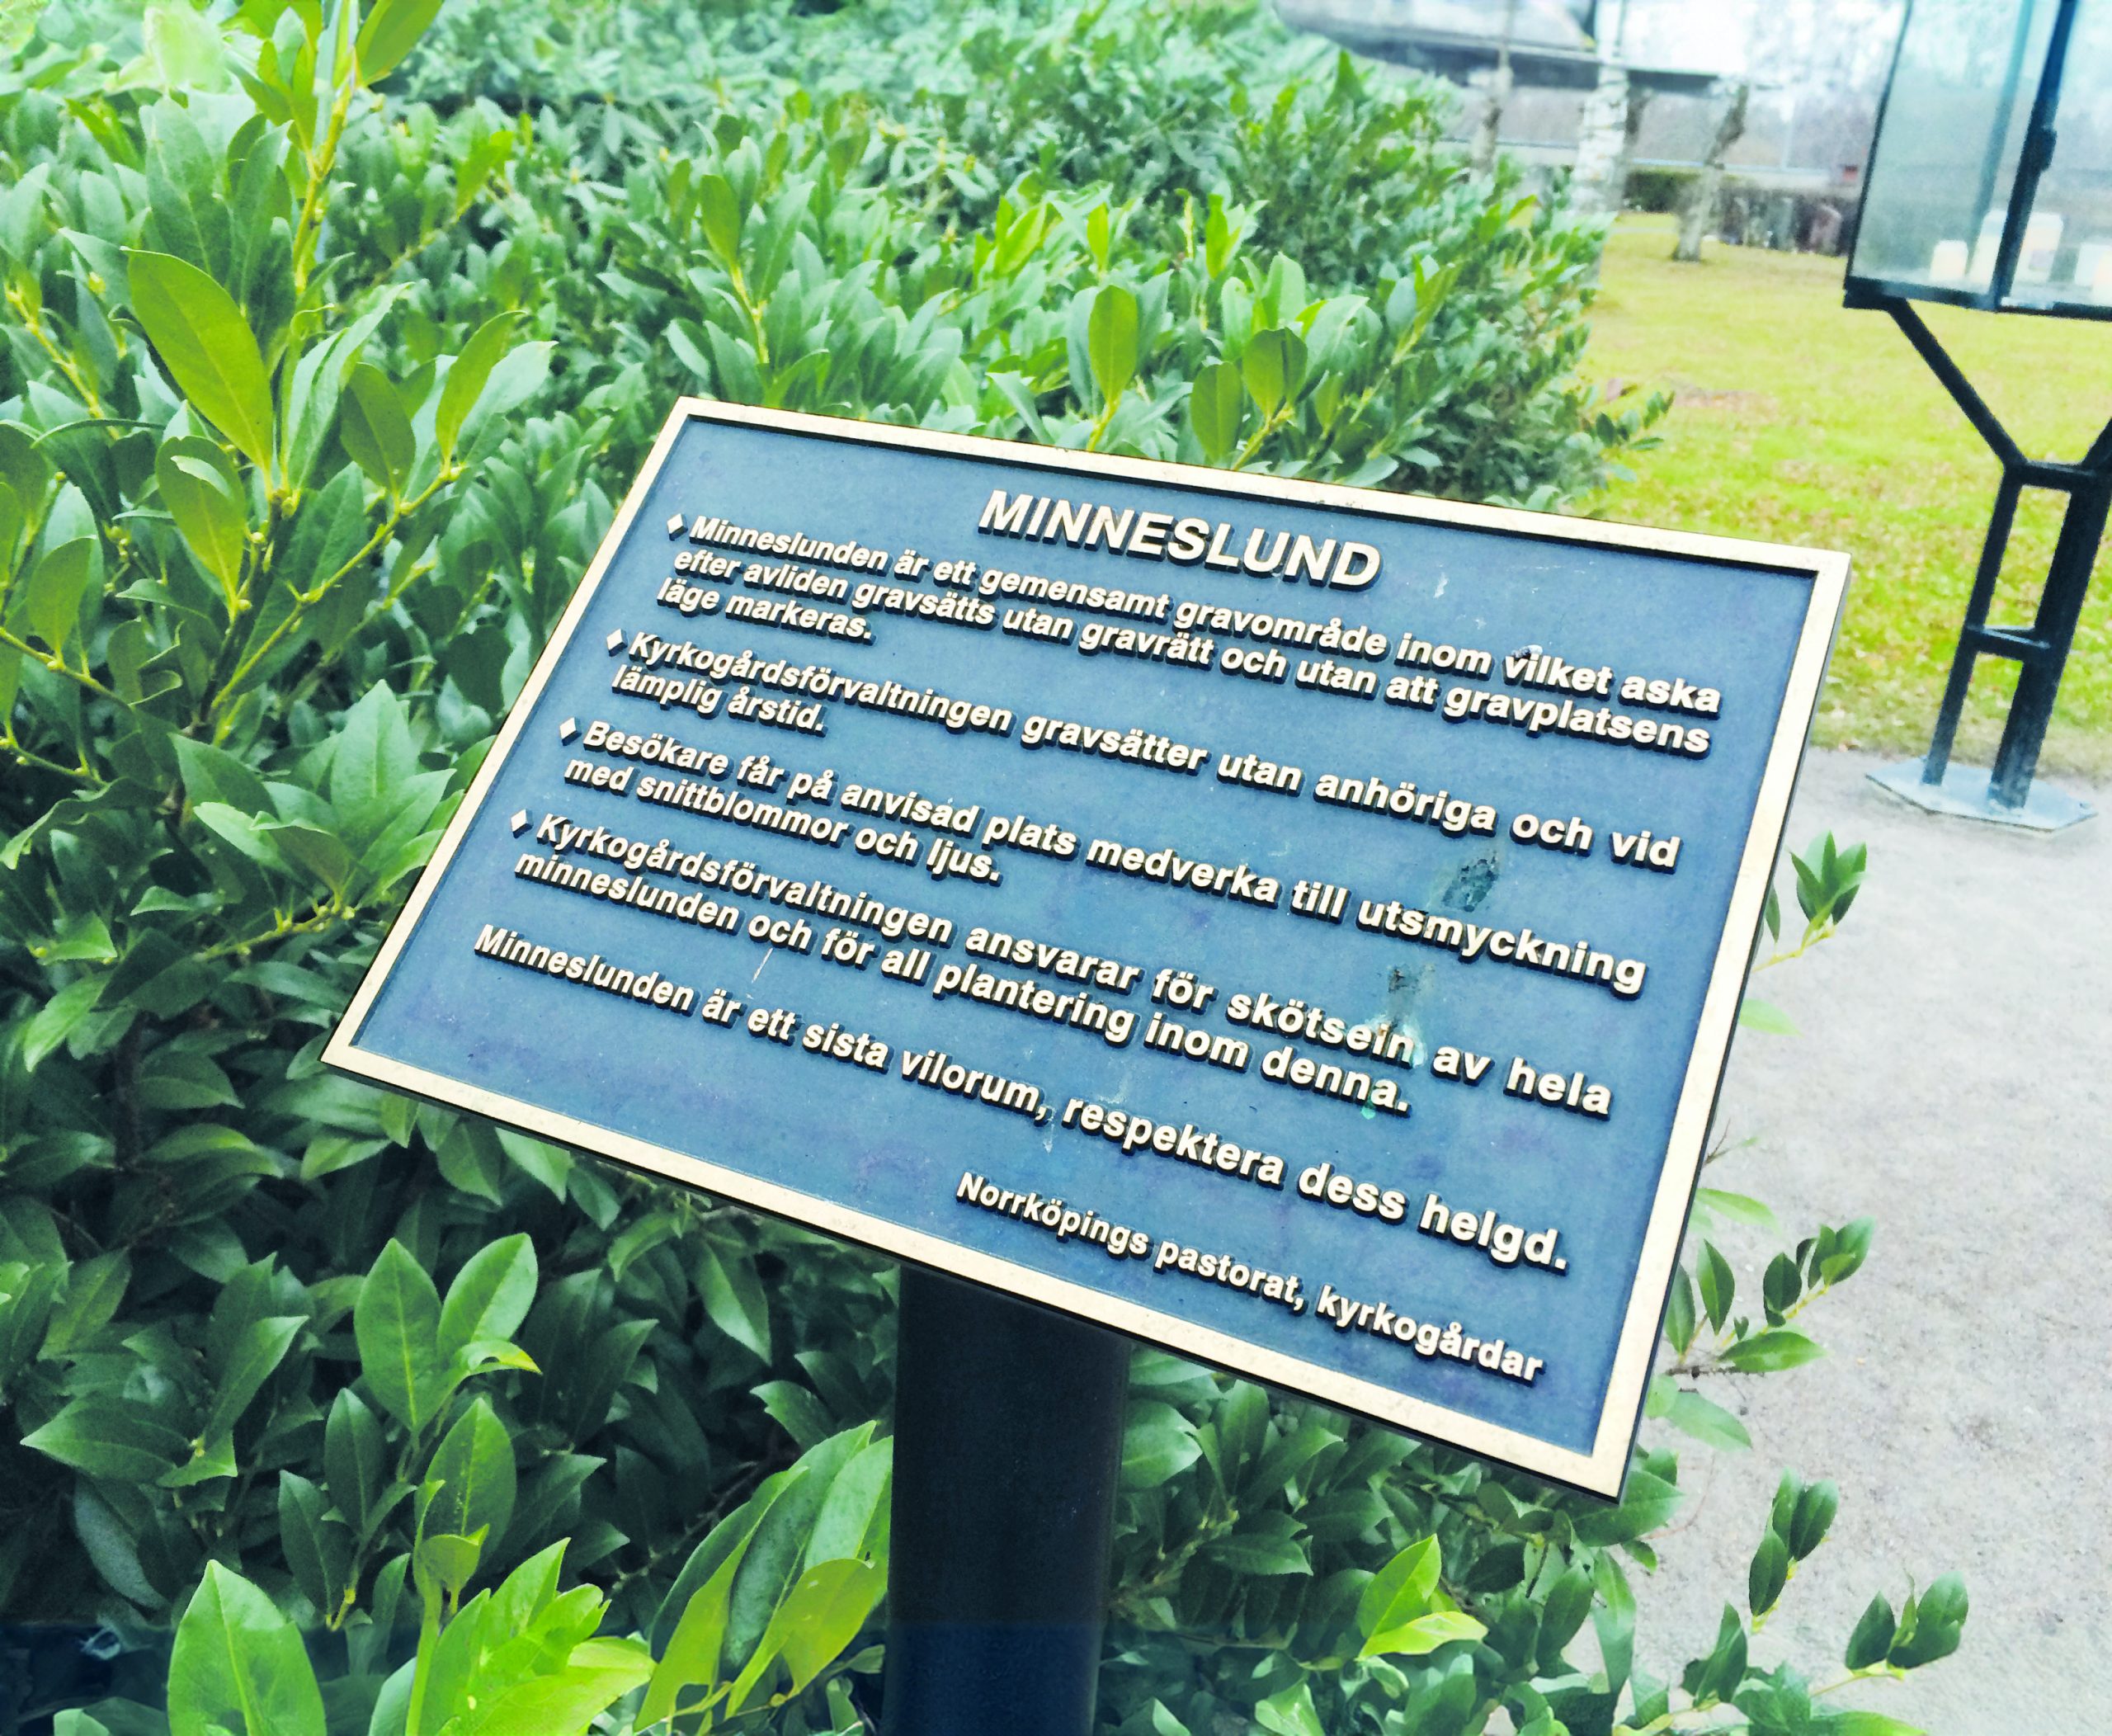 MINNESLUND
♦ Minneslunden är ett gemensamt gravområde inom vilket aska
efter avliden gravsätts utan gravrätt och utan att gravplatsens
läge markeras.
♦ Kyrkogårdsförvaltningen gravsätter utan anhöriga och vid
lämplig årstid.
♦ Besökare får på anvisad plats medverka till utsmyckning
med snittblommor och ljus.
♦ Kyrkogårdsförvaltningen ansvarar för skötseln av hela
minneslunden och för all plantering inom denna.
Minneslunden är ett sista vilorum, respektera dess helgd.
Norrköpings pastorat, kyrkogårdar